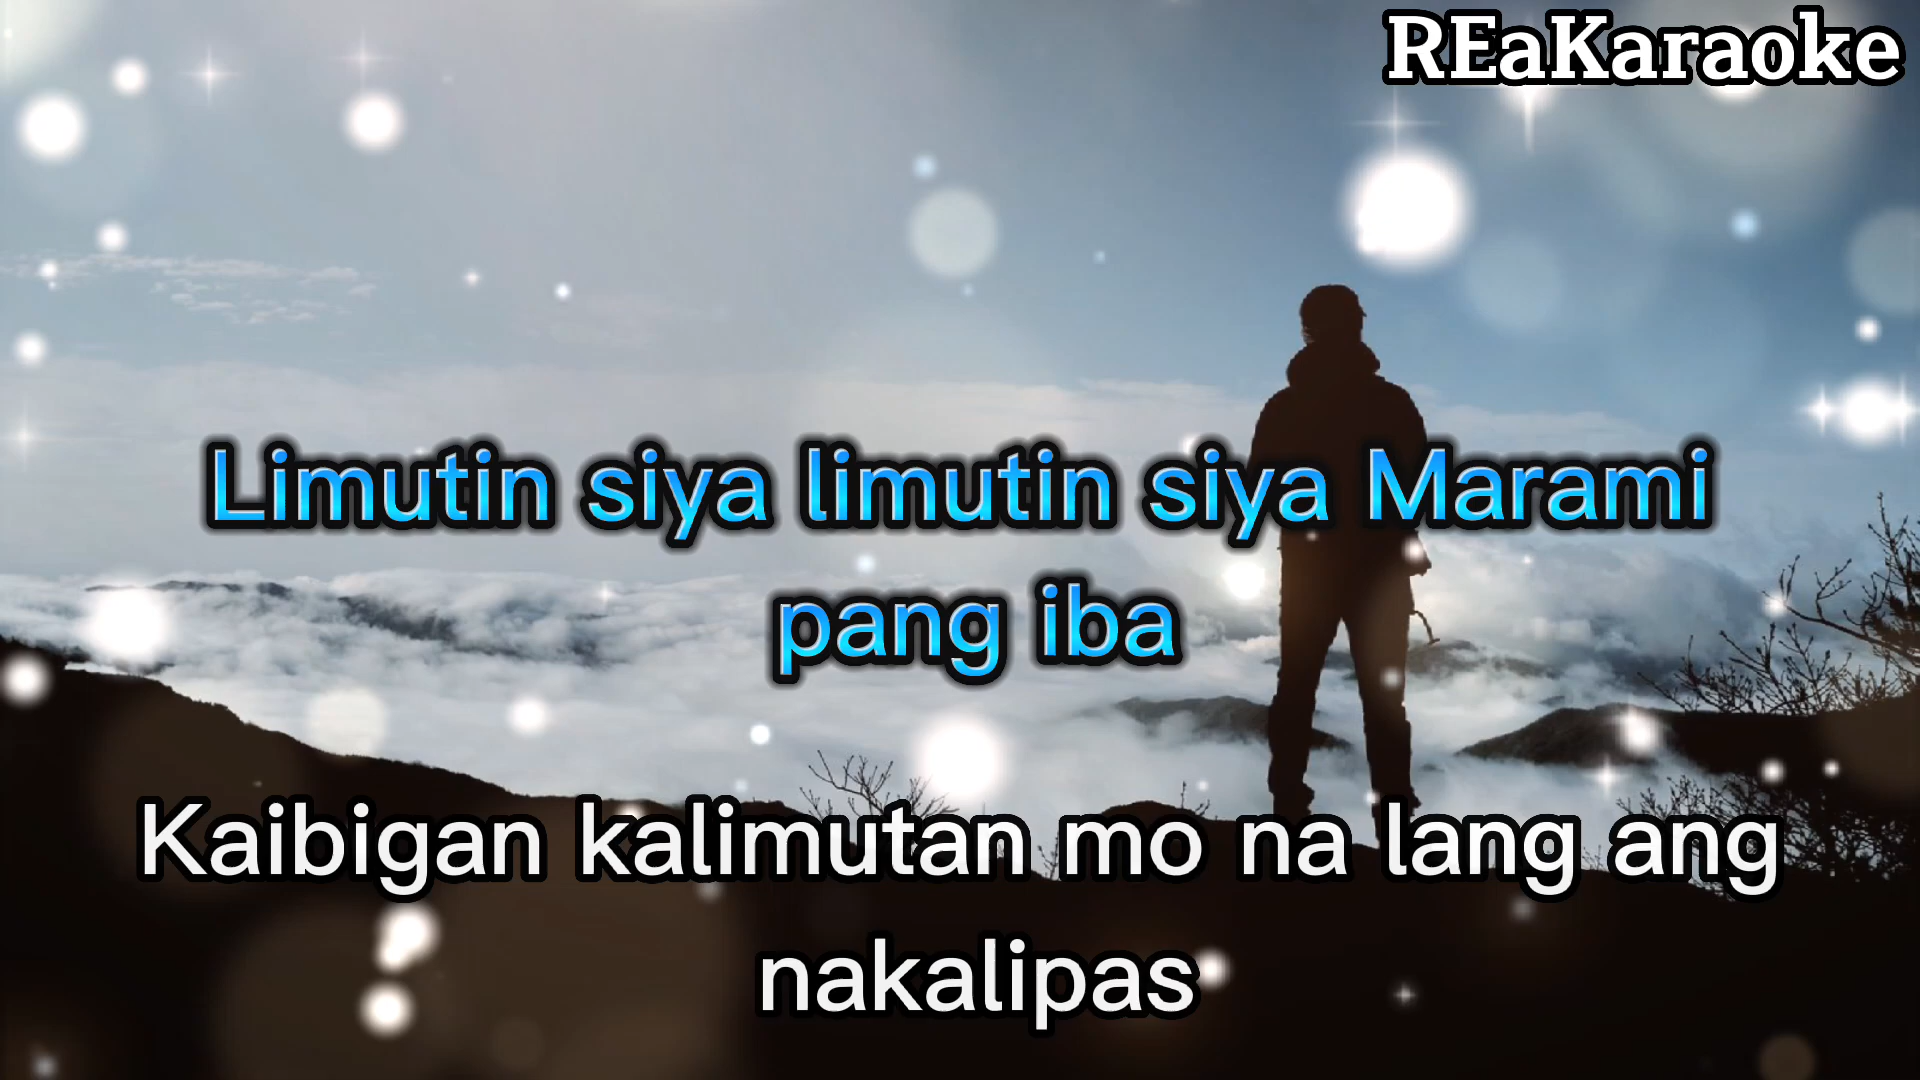 REaKaraoke
Limutin siya limutin siya Marami
pang iba
Kaibigan kalimutan mo na lang ang
nakalipas